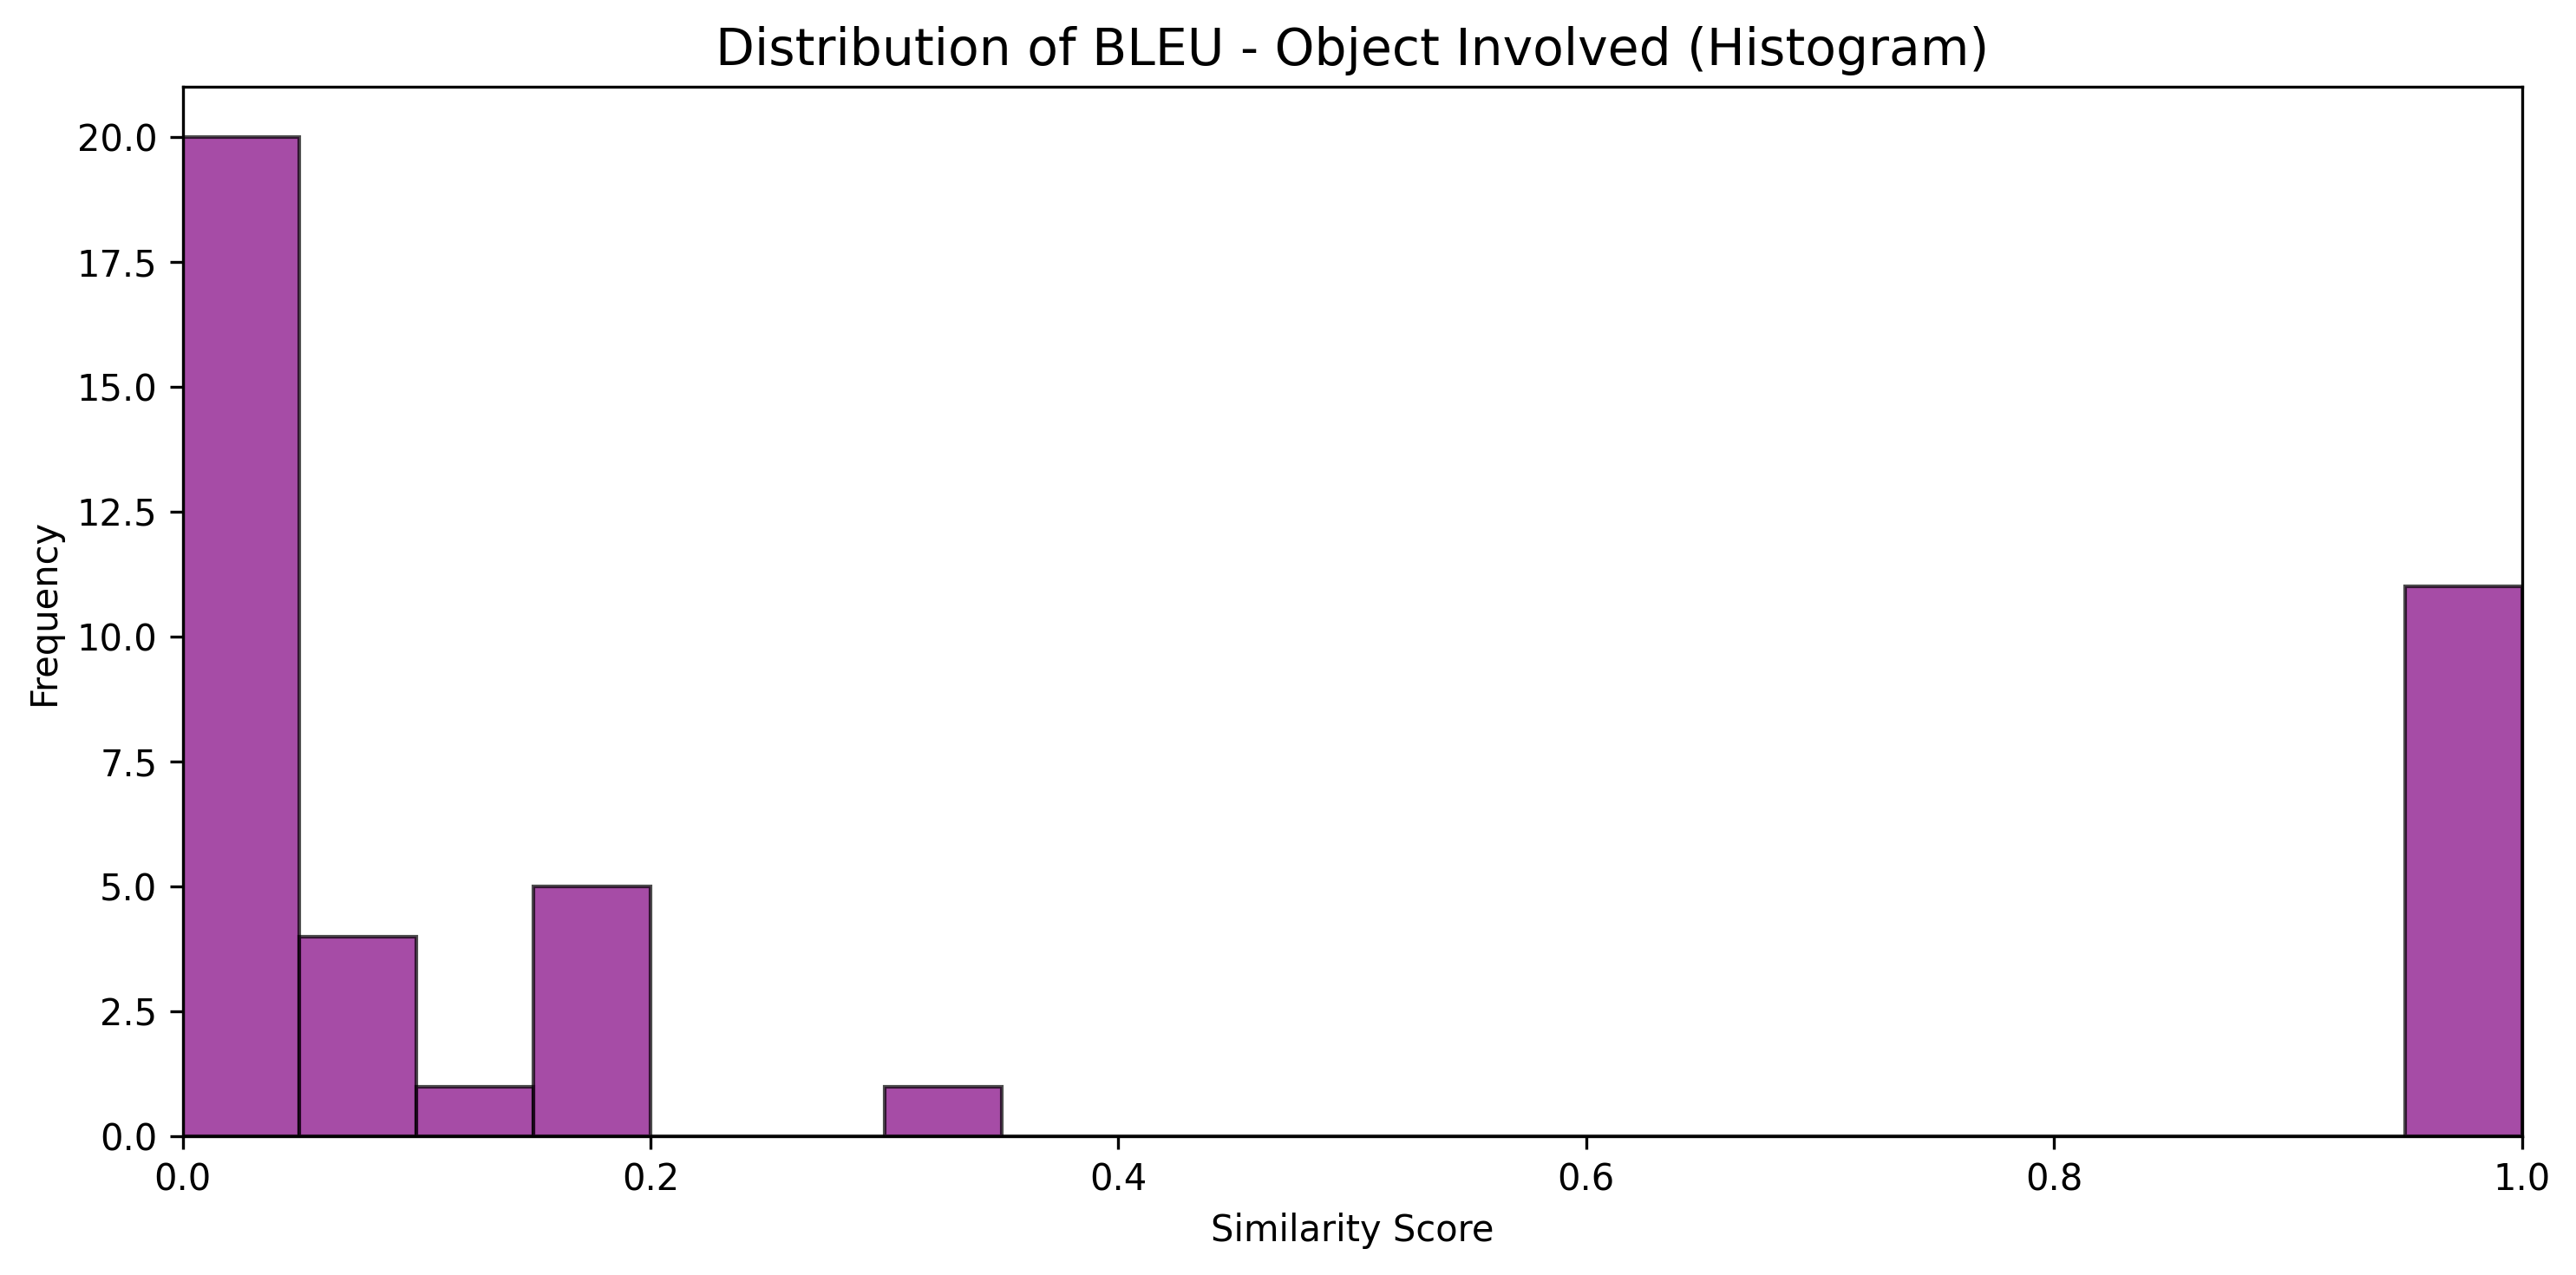 Distribution of BLEU - Object Involved (Histogram)
20.0
17.5
15.0
12.5
10.0
7.5
5.0
2.5
0.0
Frequency
0.0 0.2 0.4 0.6 0.8 1.0
Similarity Score